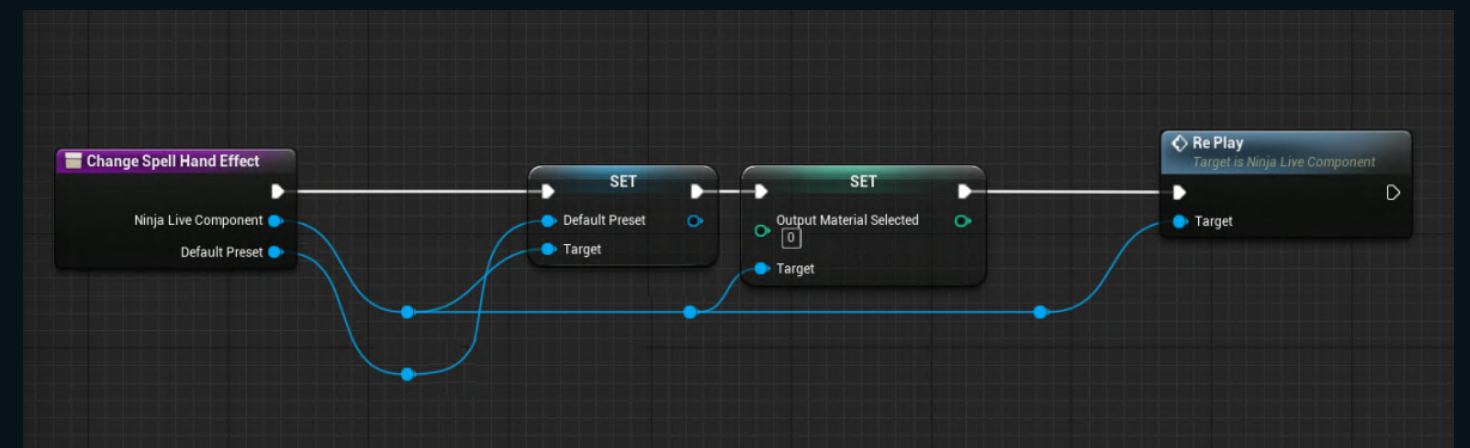 Change Spell Hand Effect
Ninja Live Component
Default Preset
SET
Default Preset
Target
SET
Output Material Selected
0
Target
Re Play
Target is Ninja Live Component
Target